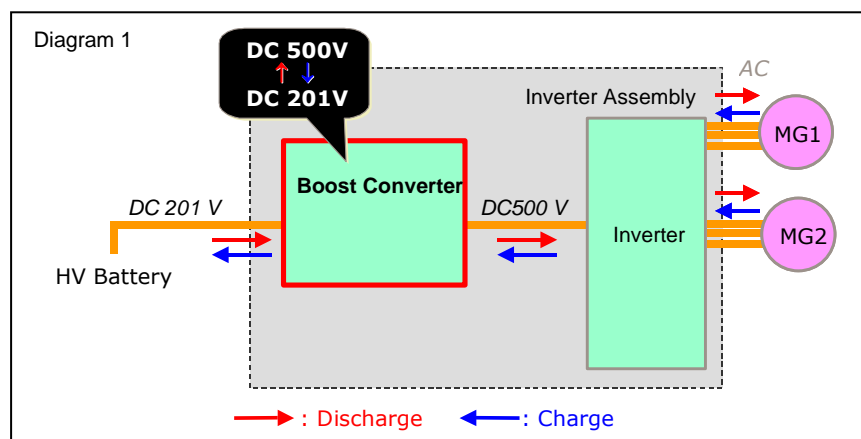 Diagram 1
DC 500V
DC 201V
AC
Inverter Assembly
MG1
Boost Converter
DC 201 V
DC500 V
Inverter
MG2
HV Battery
: Discharge
: Charge